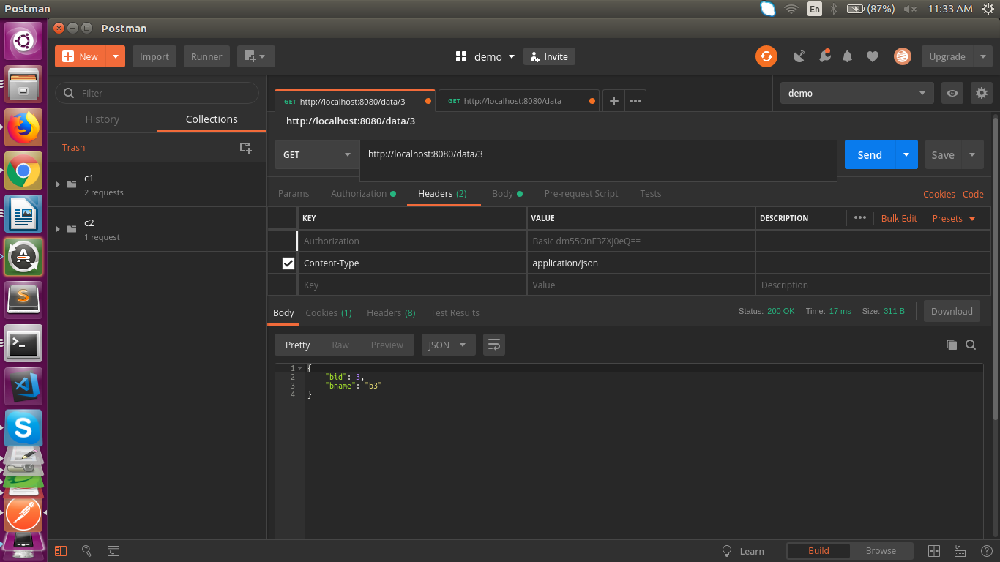 Postman
En
(87%)
11:33 AM
Postman
New
Import
Runner
demo
Invite
Upgrade
Filter
History
Collections
Trash
c1
2 requests
c2
1 request
GET http://localhost:8080/data/3
GET http://localhost:8080/data
demo
http://localhost:8080/data/3
GET
http://localhost:8080/data/3
Send
Save
Params
Authorization
Headers (2)
Body
Pre-request Script
Tests
Cookies
Code
KEY
VALUE
DESCRIPTION
Bulk Edit
Presets
Authorization
Basic dm55OnF3ZXJ0eQ==
Content-Type
application/json
Key
Value
Description
Body
Cookies (1)
Headers (8)
Test Results
Status: 200 OK
Time: 17 ms
Size: 311 B
Download
Pretty
Raw
Preview
JSON
1 {
2 "bid": 3,
3 "bname": "b3"
4 }
Learn
Build
Browse